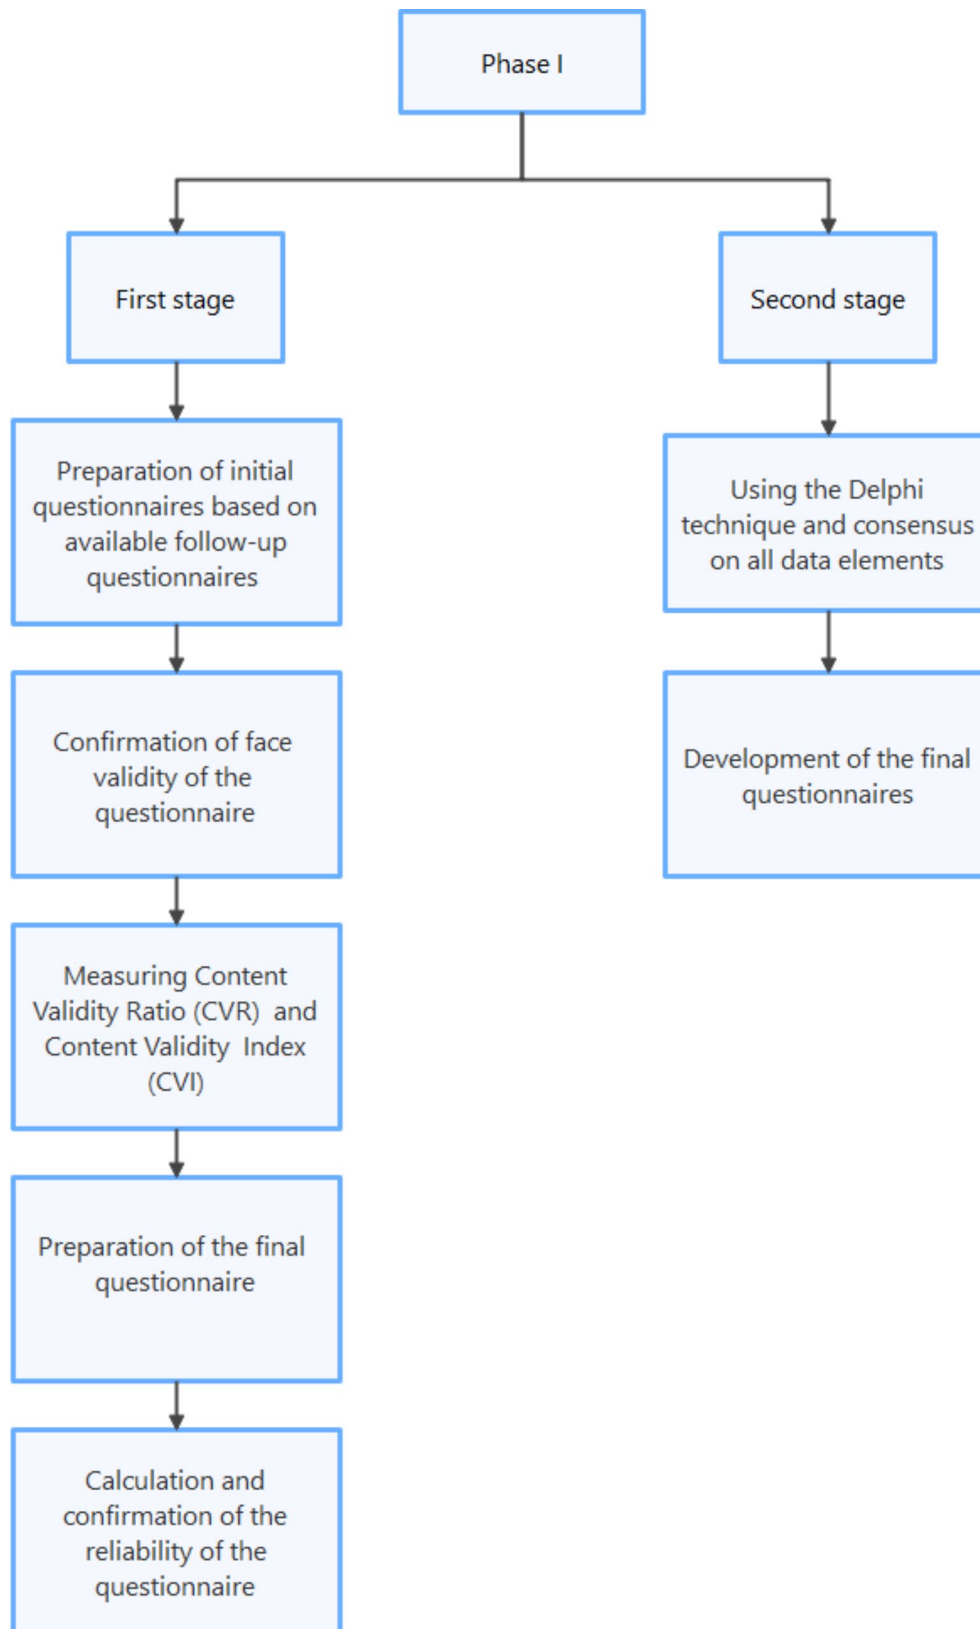 Phase I
First stage
Second stage
Preparation of initial
questionnaires based on
available follow-up
questionnaires
Using the Delphi
technique and consensus
on all data elements
Confirmation of face
validity of the
questionnaire
Development of the final
questionnaires
Measuring Content
Validity Ratio (CVR)  and
Content Validity  Index
(CVI)
Preparation of the final
questionnaire
Calculation and
confirmation of the
reliability of the
questionnaire